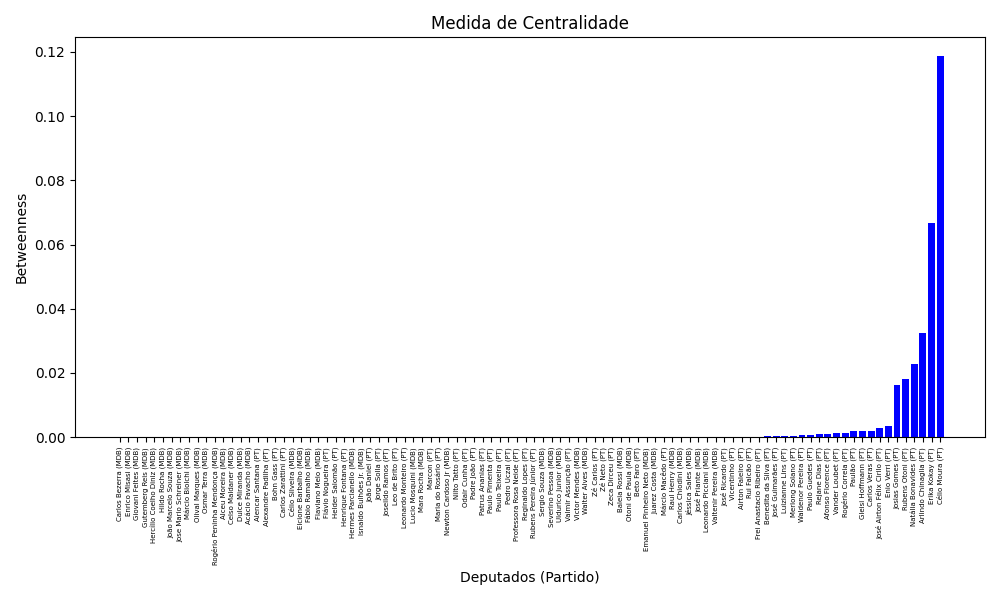 Medida de Centralidade
0.12
0.10
0.08
0.06
0.04
0.02
0.00
Betweenness
Carlos Bezerra (MDB)
Enrico Misasi (MDB)
Giovani Feltes (MDB)
Gutemberg Reis (MDB)
Hercílio Coelho Diniz (MDB)
Hildo Rocha (MDB)
João Marcelo Souza (MDB)
Jose Mario Schreiner (MDB)
Márcio Biolchi (MDB)
Olival Marques (MDB)
Osmar Terra (MDB)
Rogério Peninha Mendonça (MDB)
Alceu Moreira (MDB)
Celso Maldaner (MDB)
Dulce Miranda (MDB)
Acácio Favacho (MDB)
Alencar Santana (PT)
Alexandre Padilha (PT)
Bohn Gass (PT)
Carlos Zarattini (PT)
Célio Silveira (MDB)
Elcione Barbalho (MDB)
Fábio Ramalho (MDB)
Flaviano Melo (MDB)
Flávio Nogueira (PT)
Helder Salomão (PT)
Henrique Fontana (PT)
Hermes Parcianello (MDB)
Isnaldo Bulhões Jr. (MDB)
João Daniel (PT)
Jorge Solla (PT)
Joseildo Ramos (PT)
Leo de Brito (PT)
Leonardo Monteiro (PT)
Lucio Mosquini (MDB)
Mara Rocha (MDB)
Marcon (PT)
Maria do Rosário (PT)
Newton Cardoso Jr (MDB)
Nilto Tatto (PT)
Odair Cunha (PT)
Padre João (PT)
Patrus Ananias (PT)
Paulo Pimenta (PT)
Paulo Teixeira (PT)
Pedro Uczai (PT)
Professora Rosa Neide (PT)
Reginaldo Lopes (PT)
Rubens Pereira Júnior (PT)
Sergio Souza (MDB)
Severino Pessoa (MDB)
Uldurico Junior (MDB)
Valmir Assunção (PT)
Victor Mendes (MDB)
Walter Alves (MDB)
Zé Carlos (PT)
Zé Neto (PT)
Zeca Dirceu (PT)
Baleia Rossi (MDB)
Otoni de Paula (MDB)
Beto Faro (PT)
Emanuel Pinheiro Neto (MDB)
Juarez Costa (MDB)
Márcio Macêdo (PT)
Raul Henry (MDB)
Carlos Chiodini (MDB)
Jéssica Sales (MDB)
José Priante (MDB)
Leonardo Picciani (MDB)
Valtenir Pereira (MDB)
José Ricardo (PT)
Vicentinho (PT)
Airton Faleiro (PT)
Rui Falcão (PT)
Frei Anastacio Ribeiro (PT)
Benedita da Silva (PT)
José Guimarães (PT)
Luizianne Lins (PT)
Merlong Solano (PT)
Waldenor Pereira (PT)
Paulo Guedes (PT)
Rejane Dias (PT)
Afonso Florence (PT)
Vander Loubet (PT)
Rogério Correia (PT)
Paulão (PT)
Gleisi Hoffmann (PT)
Carlos Veras (PT)
José Airton Félix Cirilo (PT)
Enio Verri (PT)
Josias Gomes (PT)
Rubens Otoni (PT)
Natália Bonavides (PT)
Arlindo Chinaglia (PT)
Erika Kokay (PT)
Célio Moura (PT)
Deputados (Partido)